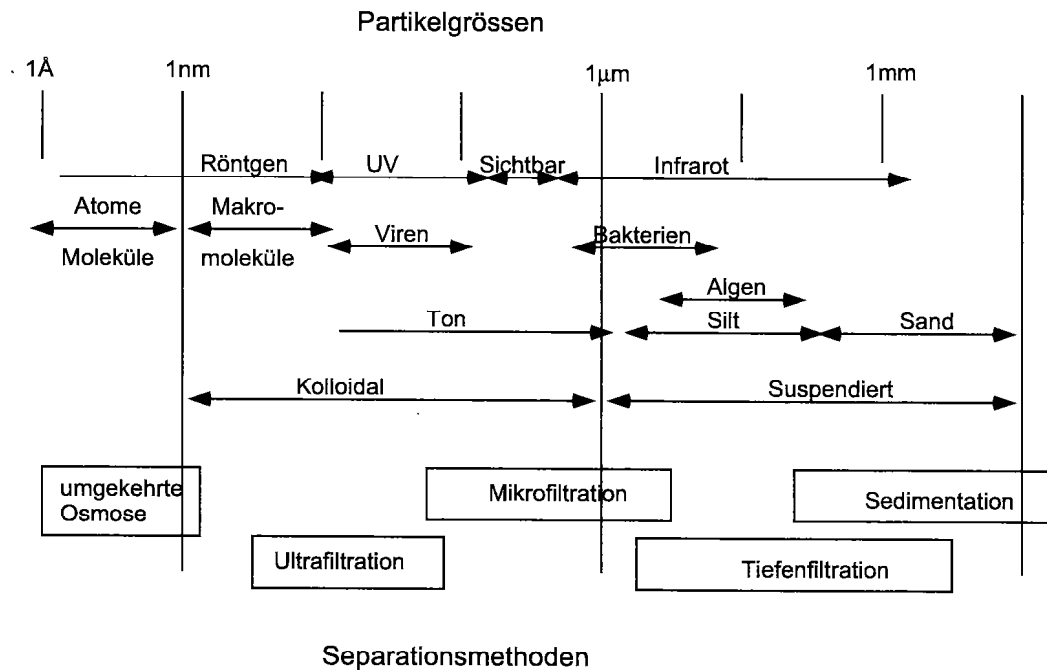 Partikelgrössen
1Å 1nm 1µm 1mm
Röntgen UV Sichtbar Infrarot
Atome Makro-
Viren Bakterien
Moleküle moleküle
Algen
Ton Silt Sand
Kolloidal Suspendiert
umgekehrte
Osmose
Mikrofiltration Sedimentation
Ultrafiltration Tiefenfiltration
Separationsmethoden